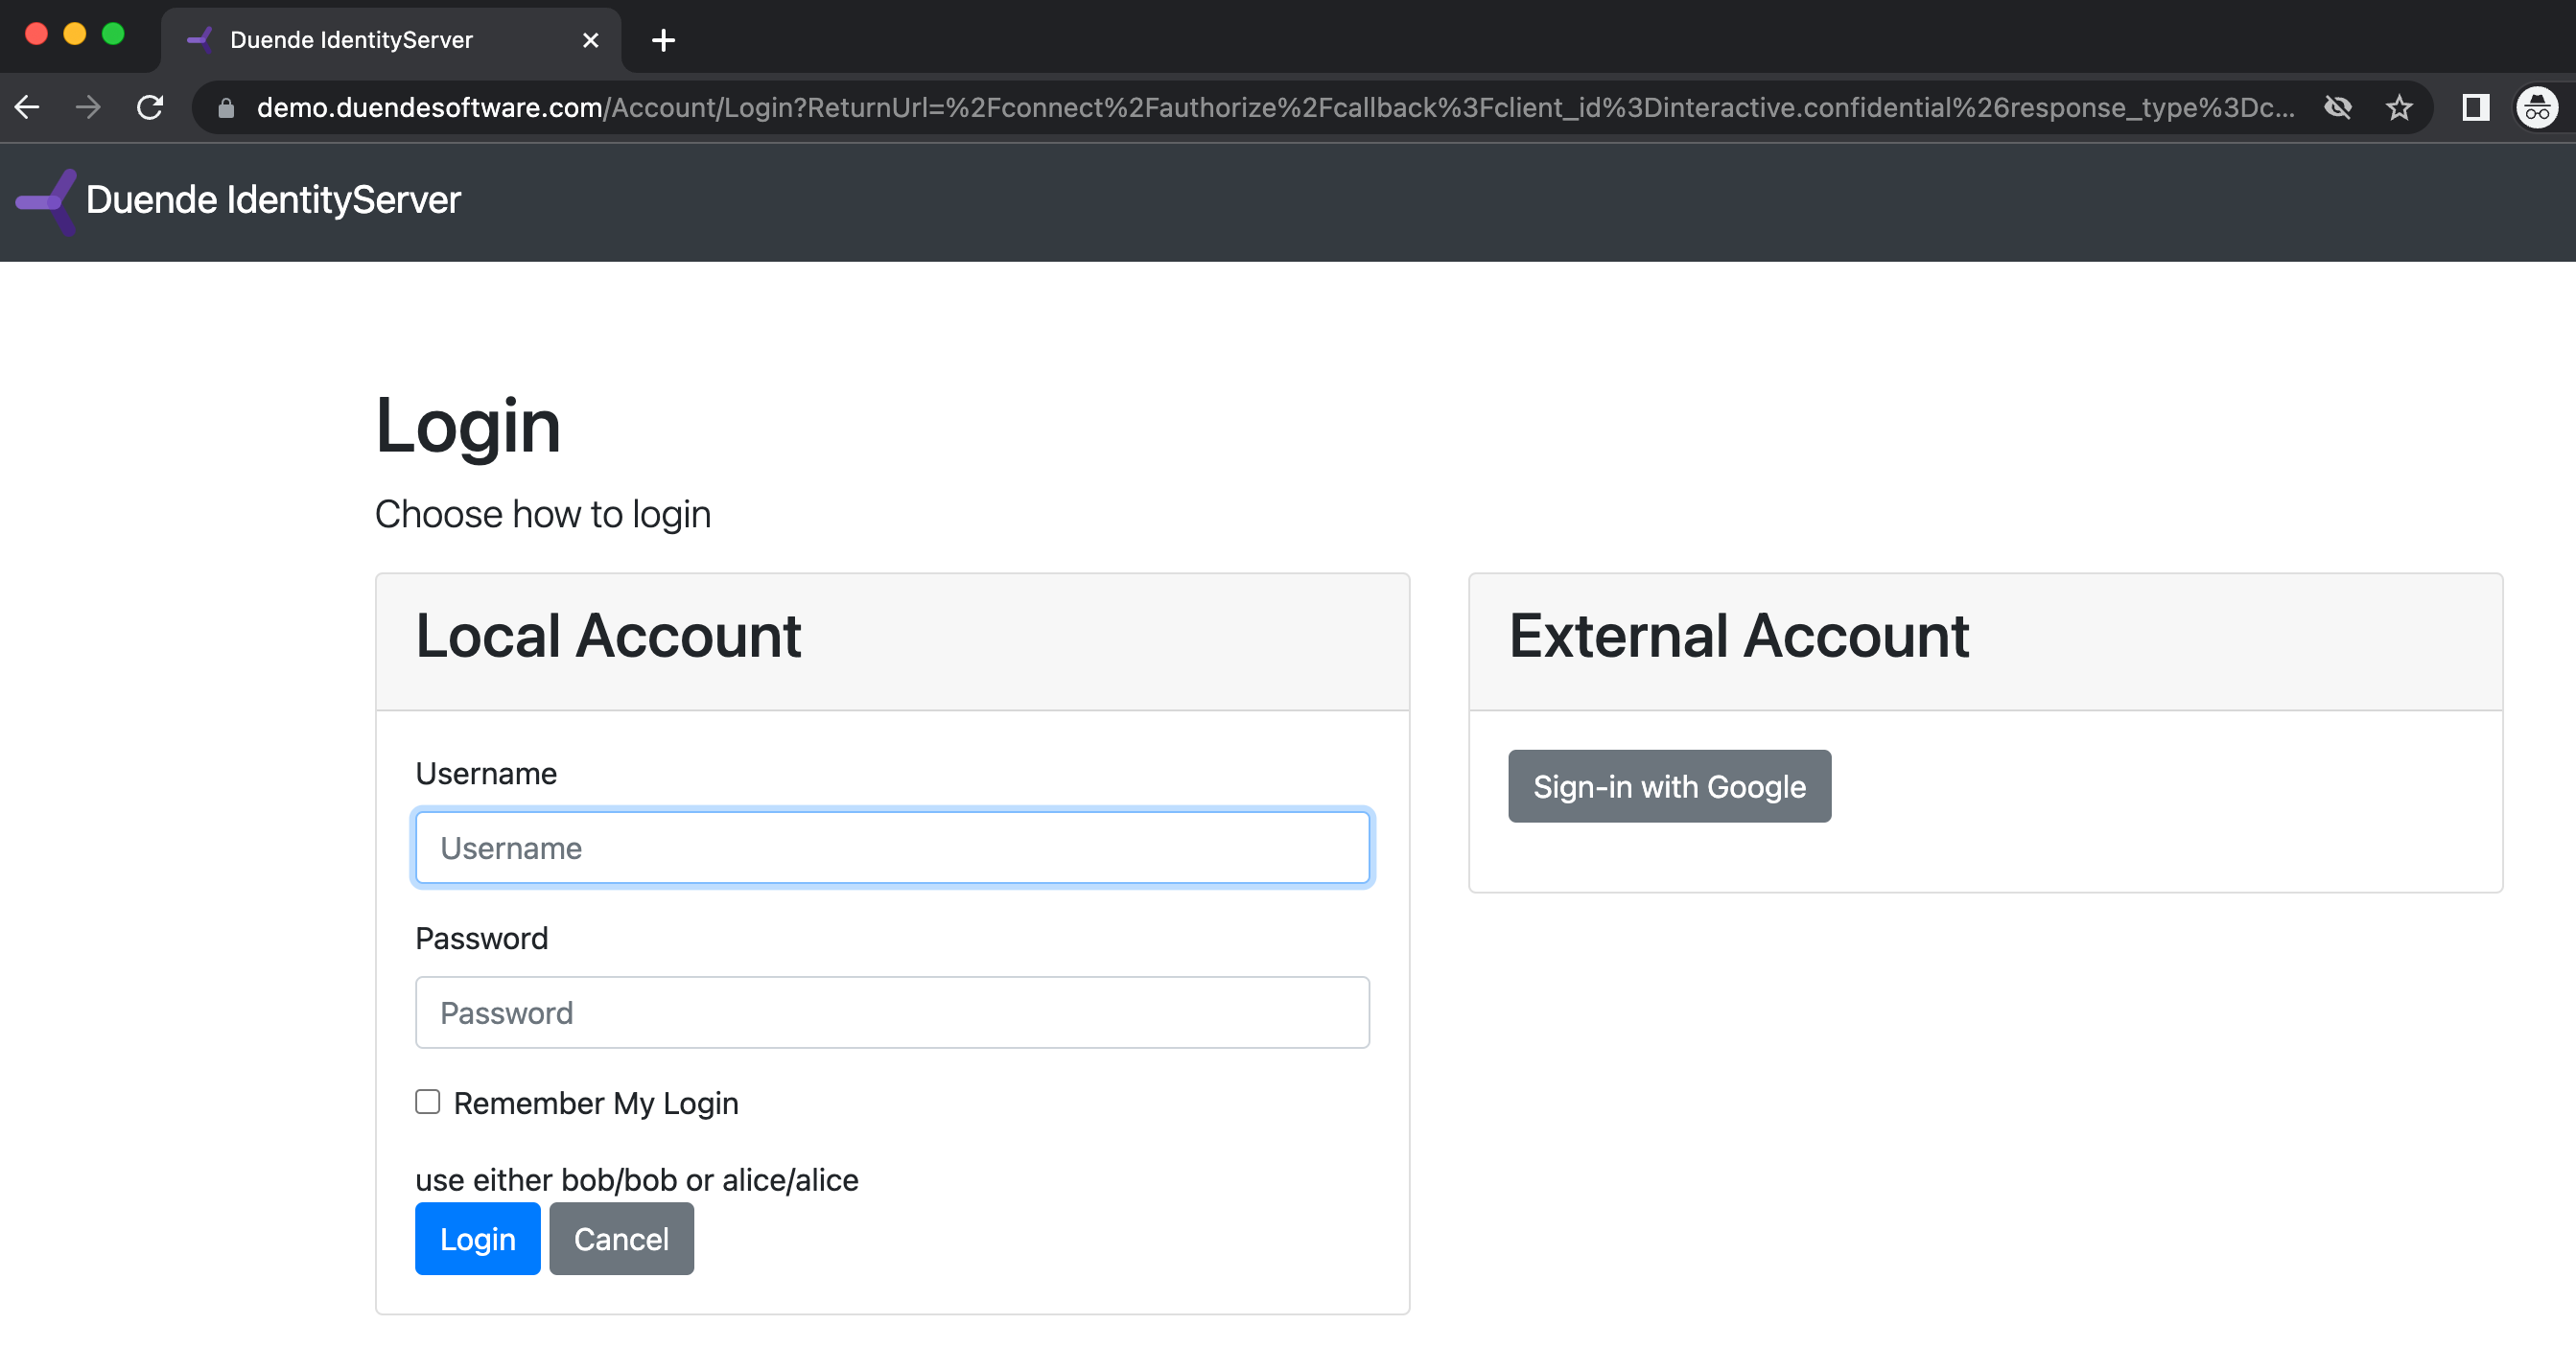 Duende IdentityServer
demo.duendesoftware.com/Account/Login?ReturnUrl=%2Fconnect%2Fauthorize%2Fcallback%3Fclient_id%3Dinteractive.confidential%26response_type%3Dc...
Duende IdentityServer
Login
Choose how to login
Local Account
Username
Username
Password
Password
Remember My Login
use either bob/bob or alice/alice
Login Cancel
External Account
Sign-in with Google